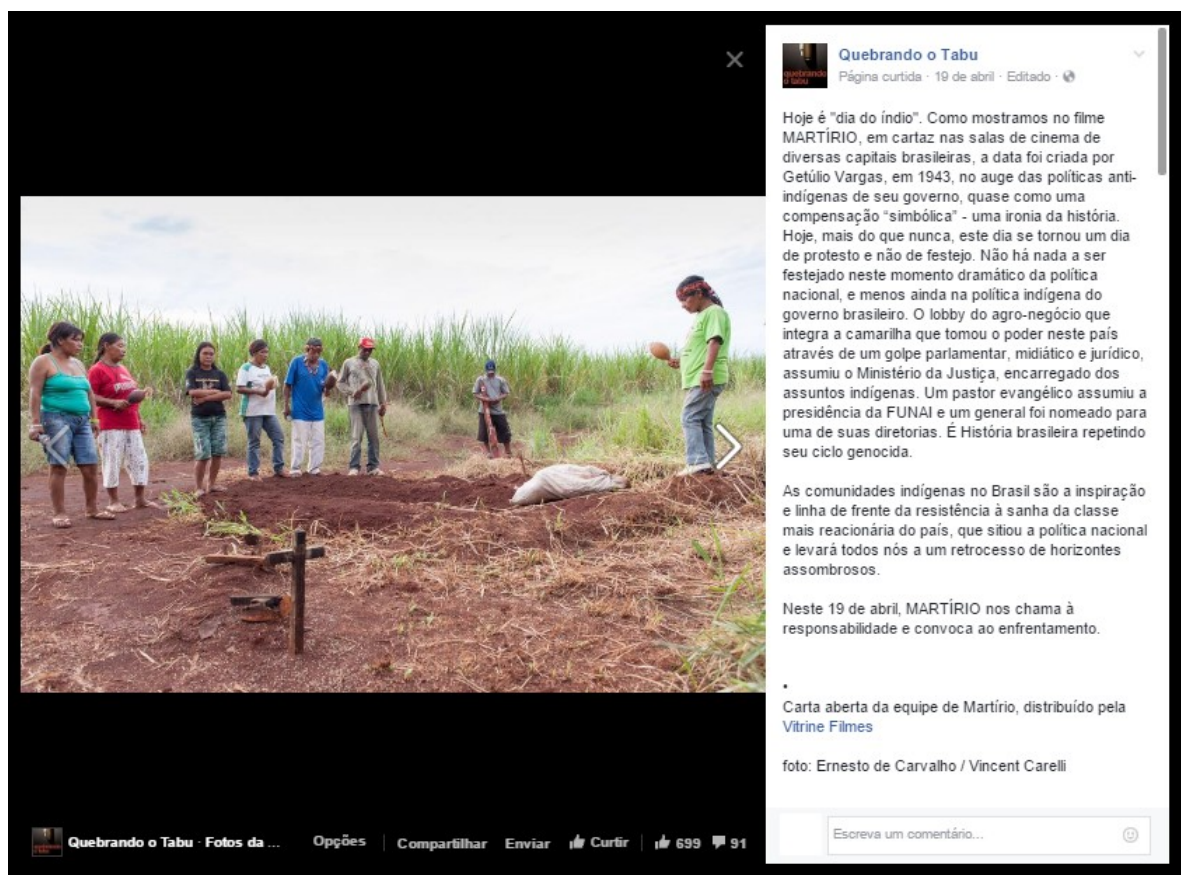 Quebrando o Tabu
Página curtida · 19 de abril · Editado ·
Hoje é "dia do índio". Como mostramos no filme
MARTÍRIO, em cartaz nas salas de cinema de
diversas capitais brasileiras, a data foi criada por
Getúlio Vargas, em 1943, no auge das políticas anti-
indígenas de seu governo, quase como uma
compensação “simbólica” - uma ironia da história.
Hoje, mais do que nunca, este dia se tornou um dia
de protesto e não de festejo. Não há nada a ser
festejado neste momento dramático da política
nacional, e menos ainda na política indígena do
governo brasileiro. O lobby do agro-negócio que
integra a camarilha que tomou o poder neste país
através de um golpe parlamentar, midiático e jurídico,
assumiu o Ministério da Justiça, encarregado dos
assuntos indígenas. Um pastor evangélico assumiu a
presidência da FUNAI e um general foi nomeado para
uma de suas diretorias. É História brasileira repetindo
seu ciclo genocida.
As comunidades indígenas no Brasil são a inspiração
e linha de frente da resistência à sanha da classe
mais reacionária do país, que sitiou a política nacional
e levará todos nós a um retrocesso de horizontes
assombrosos.
Neste 19 de abril, MARTÍRIO nos chama à
responsabilidade e convoca ao enfrentamento.
•
Carta aberta da equipe de Martírio, distribuído pela
Vitrine Filmes
foto: Ernesto de Carvalho / Vincent Carelli
Escreva um comentário...
Quebrando o Tabu · Fotos da ... Opções Compartilhar Enviar Curtir 699 91